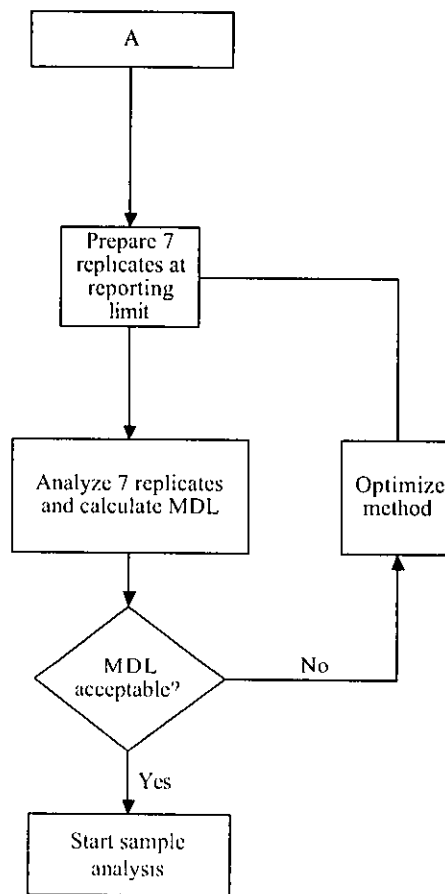 A
Prepare 7
replicates at
reporting
limit
Analyze 7 replicates
and calculate MDL
Optimize
method
MDL
acceptable?
No
Yes
Start sample
analysis